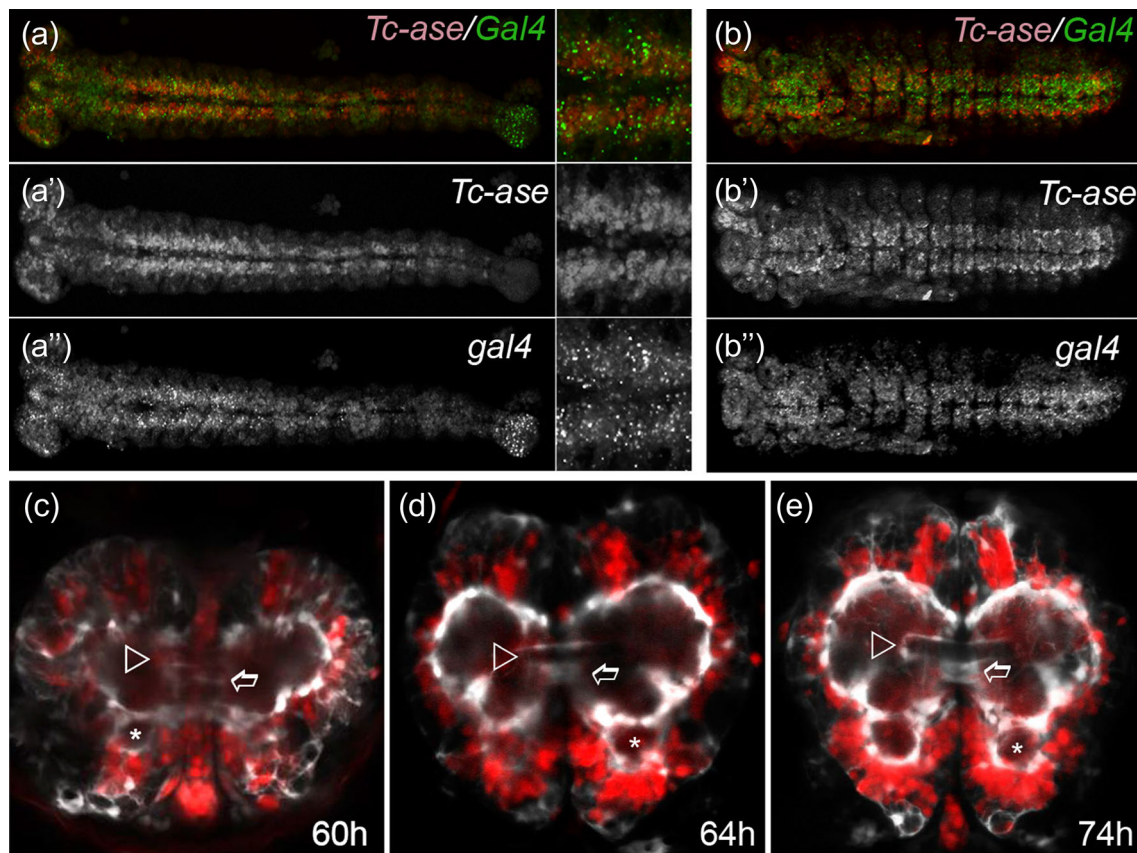 (a) Tc-ase/Gal4
(b) Tc-ase/Gal4
(a') Tc-ase
(b') Tc-ase
(a'') gal4
(b'') gal4
(c)
(d)
(e)
*
*
*
60h
64h
74h